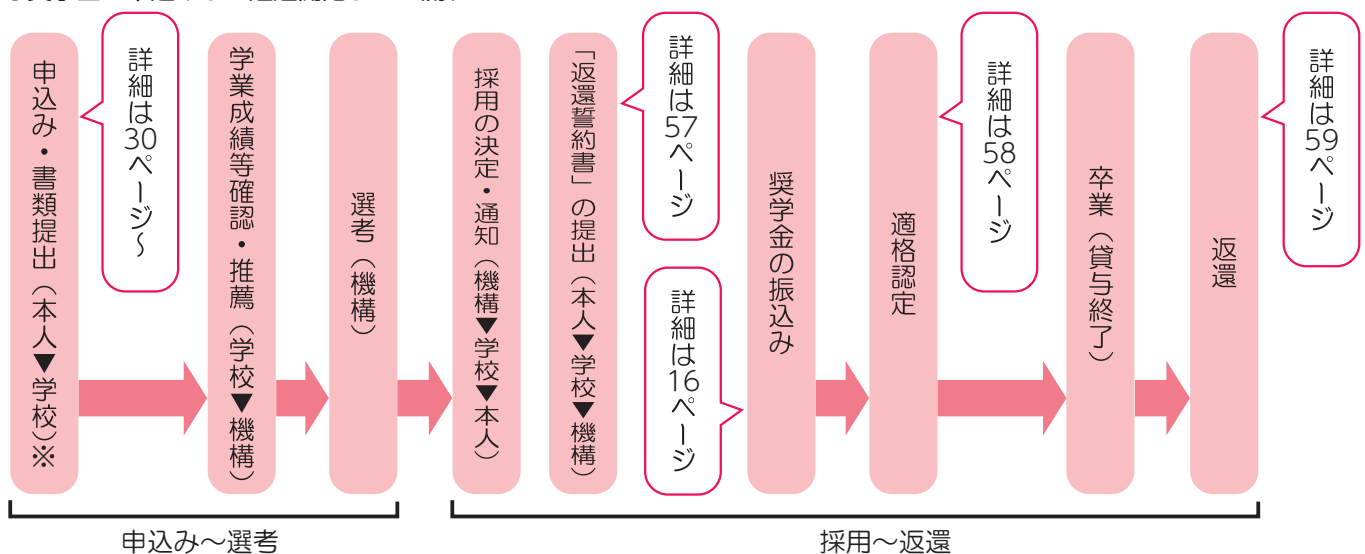 申込み・書類提出（本人▼学校）※
詳細は30ページ～
学業成績等確認・推薦（学校▼機構）
選考（機構）
採用の決定・通知（機構▼学校▼本人）
「返還誓約書」の提出（本人▼学校▼機構）
詳細は57ページ
詳細は16ページ
奨学金の振込み
適格認定
詳細は58ページ
卒業（貸与終了）
返還
詳細は59ページ
申込み～選考
採用～返還